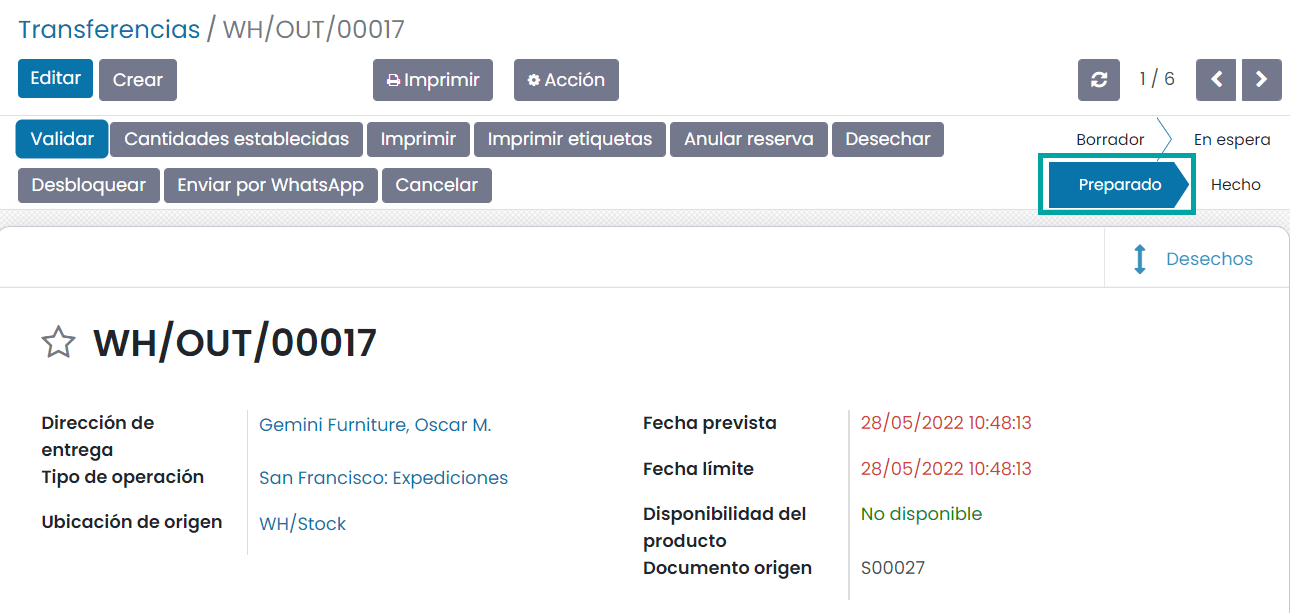 Transferencias / WH/OUT/00017
Editar Crear Imprimir Acción 1 / 6
Validar Cantidades establecidas Imprimir Imprimir etiquetas Anular reserva Desechar Borrador En espera
Desbloquear Enviar por WhatsApp Cancelar Preparado Hecho
Desechos
WH/OUT/00017
Dirección de entrega Gemini Furniture, Oscar M.
Tipo de operación San Francisco: Expediciones
Ubicación de origen WH/Stock
Fecha prevista 28/05/2022 10:48:13
Fecha límite 28/05/2022 10:48:13
Disponibilidad del producto No disponible
Documento origen S00027